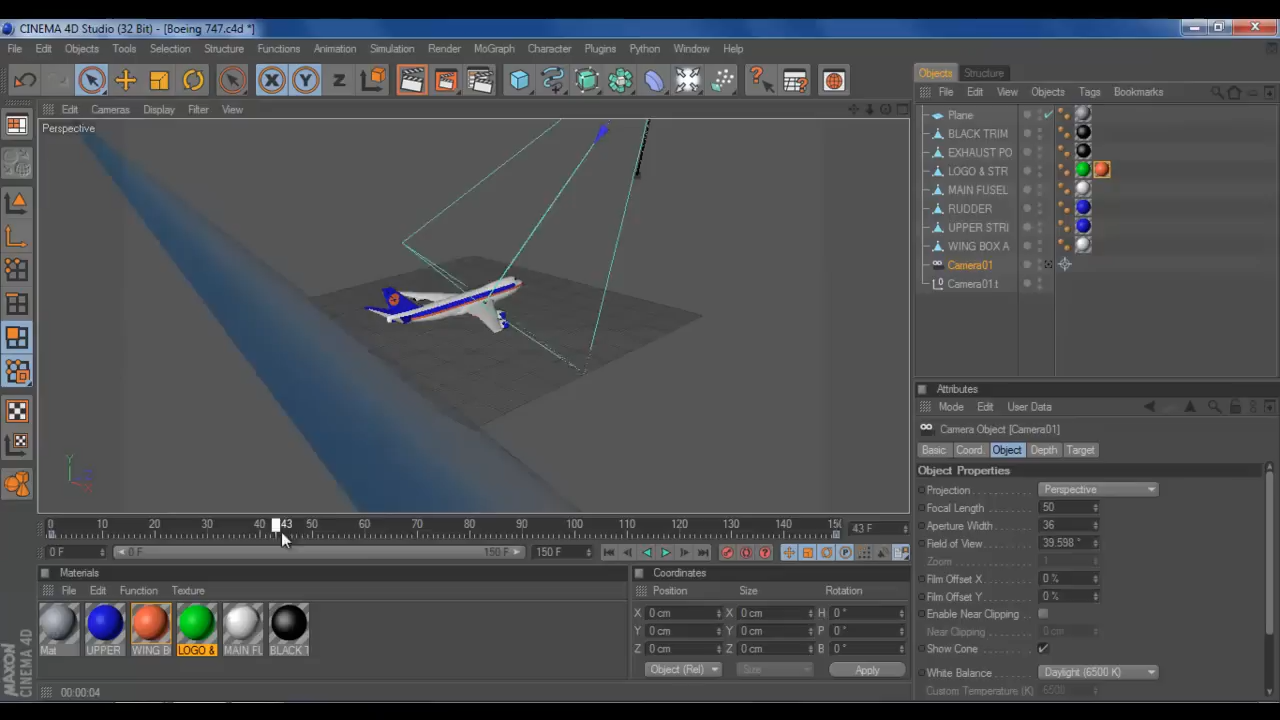 CINEMA 4D Studio (32 Bit) - [Boeing 747.c4d *]
File Edit Objects Tools Selection Structure Functions Animation Simulation Render MoGraph Character Plugins Python Window Help
Objects Structure
Edit Cameras Display Filter View
File Edit View Objects Tags Bookmarks
Perspective
Plane
BLACK TRIM
EXHAUST PO
LOGO & STR
MAIN FUSEL
RUDDER
UPPER STRI
WING BOX A
Camera01
Camera01.t
Attributes
Mode Edit User Data
Camera Object [Camera01]
Basic Coord. Object Depth Target
Object Properties
Projection Perspective
Focal Length 50
Aperture Width 36
Field of View 39.598 °
Zoom 1
Film Offset X 0 %
Film Offset Y 0 %
Enable Near Clipping
Near Clipping 0 cm
Show Cone
White Balance Daylight (6500 K)
Custom Temperature (K) 6500
0 10 20 30 40 43 50 60 70 80 90 100 110 120 130 140 150 43 F
0 F 0 F 150 F 150 F
Materials
File Edit Function Texture
Mat UPPER WING B LOGO & MAIN FU BLACK T
Coordinates
Position Size Rotation
X 0 cm X 0 cm H 0 °
Y 0 cm Y 0 cm P 0 °
Z 0 cm Z 0 cm B 0 °
Object (Rel) Size Apply
MAXON CINEMA 4D
00:00:04